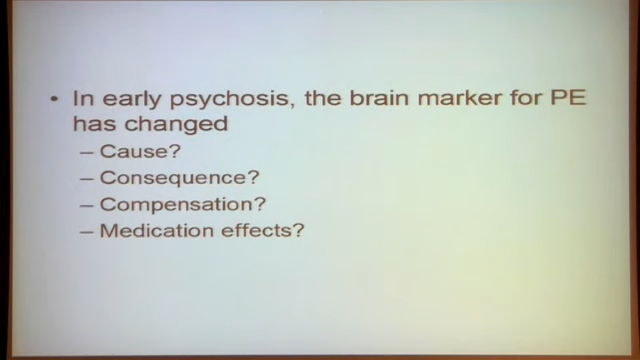 • In early psychosis, the brain marker for PE
has changed
– Cause?
– Consequence?
– Compensation?
– Medication effects?